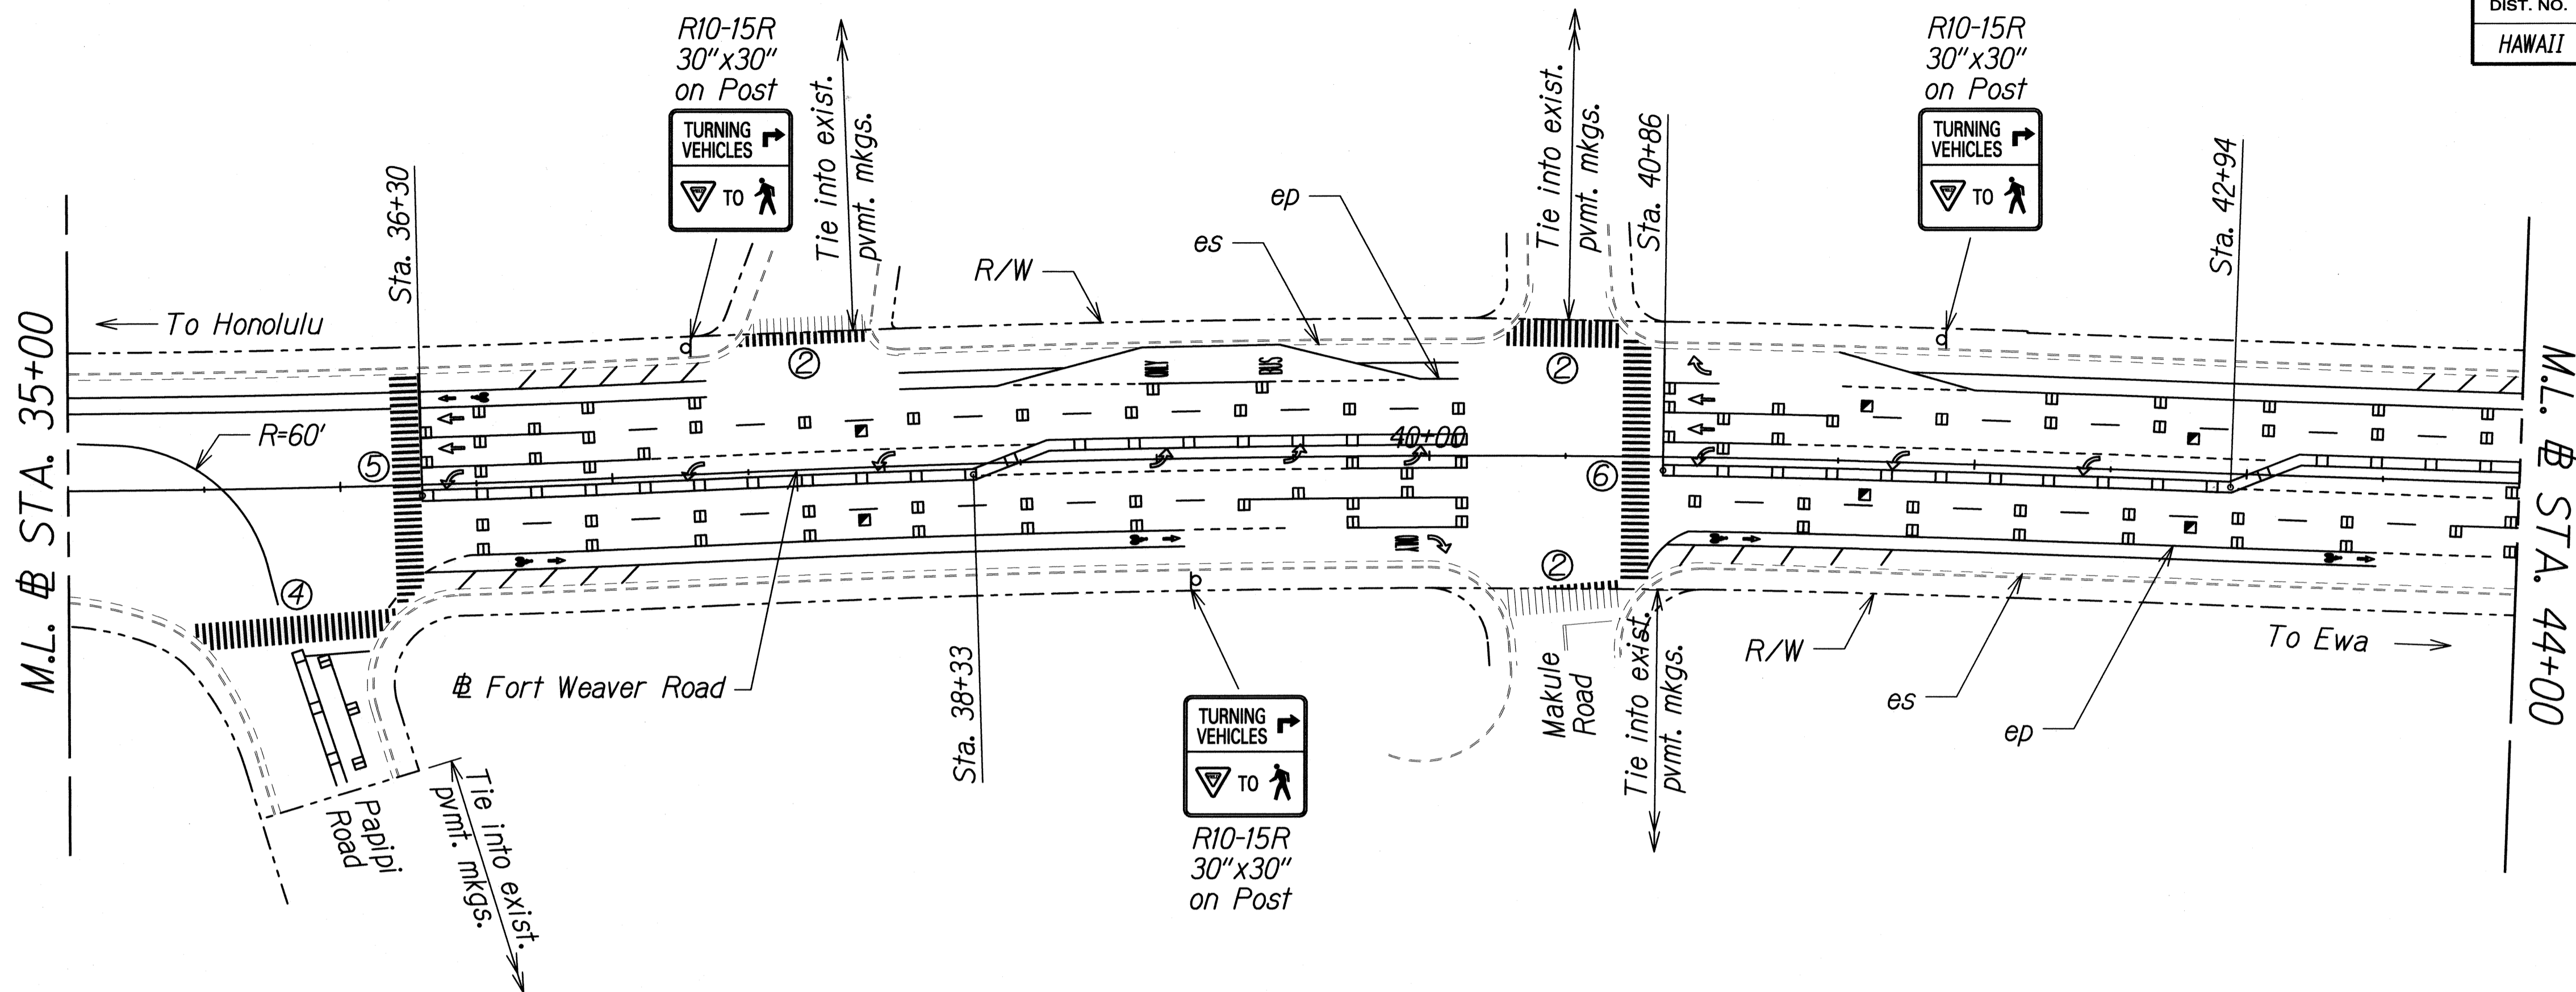 DIST. NO.
HAWAII
R10-15R
30"x30"
on Post
TURNING
VEHICLES
YIELD
TO
Tie into exist.
pvmt. mkgs.
Tie into exist.
pvmt. mkgs.
R10-15R
30"x30"
on Post
TURNING
VEHICLES
YIELD
TO
Sta. 36+30
Sta. 40+86
Sta. 42+94
ep
es
R/W
M.L. ℄ STA. 35+00
To Honolulu
R=60'
2
ONLY
BUS
2
40+00
5
6
4
ONLY
2
M.L. ℄ STA. 44+00
℄ Fort Weaver Road
Sta. 38+33
Makule
Road
Tie into exist.
pvmt. mkgs.
R/W
es
ep
To Ewa
TURNING
VEHICLES
YIELD
TO
R10-15R
30"x30"
on Post
Papipi
Road
Tie into exist.
pvmt. mkgs.